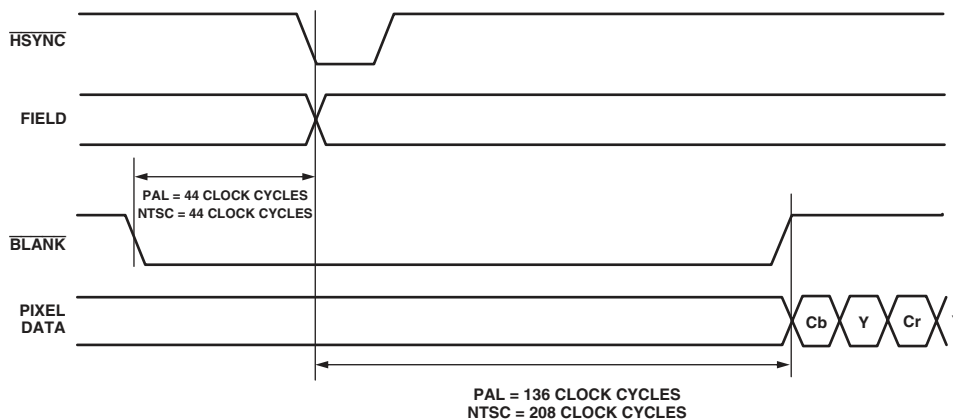 HSYNC
FIELD
PAL = 44 CLOCK CYCLES
NTSC = 44 CLOCK CYCLES
BLANK
PIXEL
DATA
Cb Y Cr
PAL = 136 CLOCK CYCLES
NTSC = 208 CLOCK CYCLES